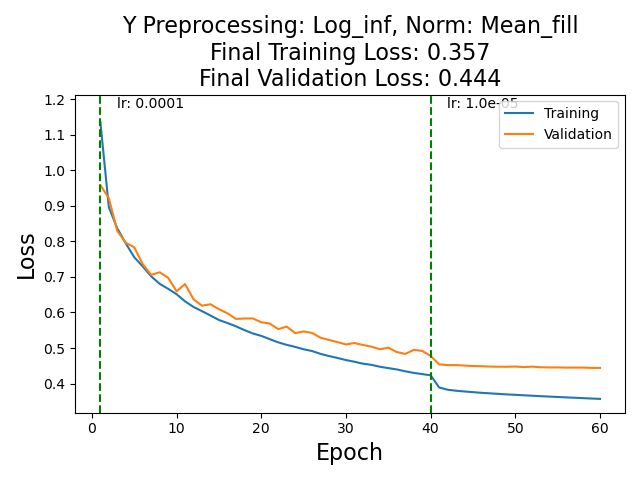 Y Preprocessing: Log_inf, Norm: Mean_fill
Final Training Loss: 0.357
Final Validation Loss: 0.444
lr: 0.0001
lr: 1.0e-05
Training
Validation
1.2
1.1
1.0
0.9
0.8
0.7
0.6
0.5
0.4
Loss
0 10 20 30 40 50 60
Epoch